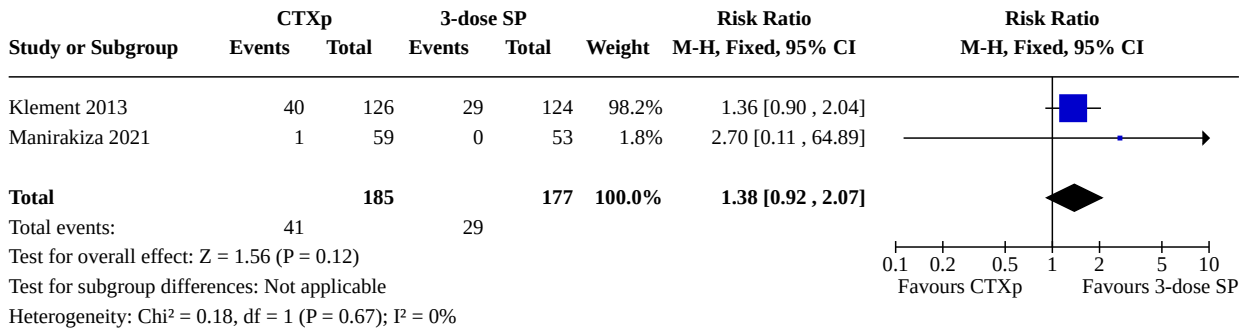 CTXp 3-dose SP Risk Ratio Risk Ratio
Study or Subgroup Events Total Events Total Weight M-H, Fixed, 95% CI M-H, Fixed, 95% CI
Klement 2013 40 126 29 124 98.2% 1.36 [0.90 , 2.04]
Manirakiza 2021 1 59 0 53 1.8% 2.70 [0.11 , 64.89]
Total 185 177 100.0% 1.38 [0.92 , 2.07]
Total events: 41 29
Test for overall effect: Z = 1.56 (P = 0.12)
0.1 0.2 0.5 1 2 5 10
Test for subgroup differences: Not applicable
Favours CTXp Favours 3-dose SP
Heterogeneity: Chi² = 0.18, df = 1 (P = 0.67); I² = 0%